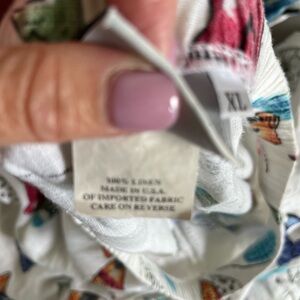 XL
100% LINEN
MADE IN U.S.A.
OF IMPORTED FABRIC
CARE ON REVERSE